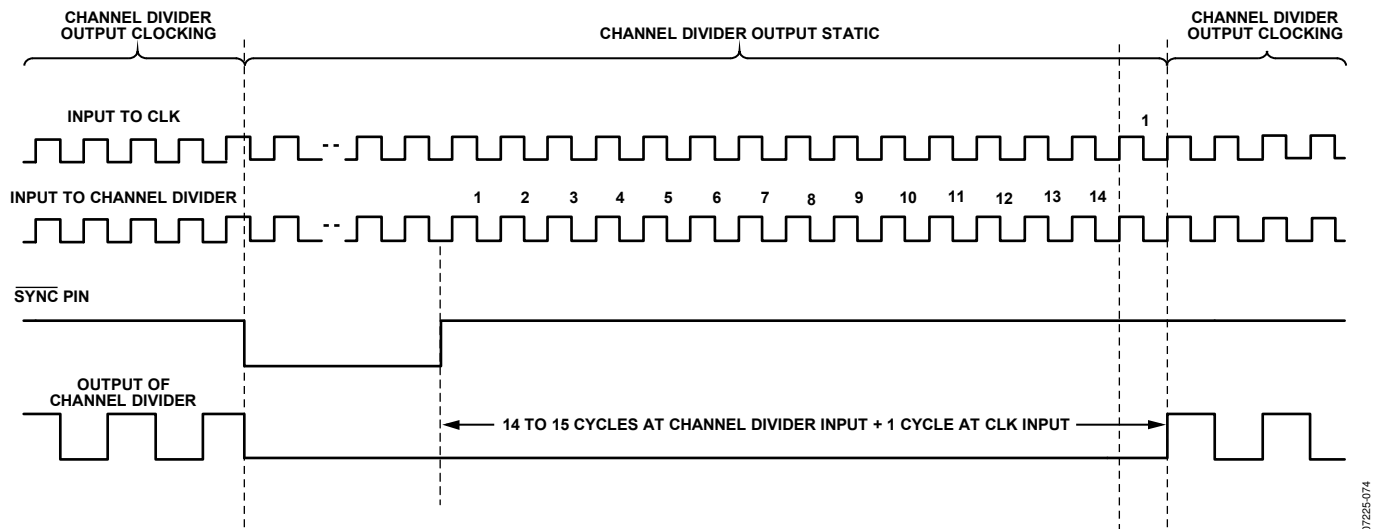 CHANNEL DIVIDER
OUTPUT CLOCKING
CHANNEL DIVIDER OUTPUT STATIC
CHANNEL DIVIDER
OUTPUT CLOCKING
INPUT TO CLK
1
INPUT TO CHANNEL DIVIDER
1 2 3 4 5 6 7 8 9 10 11 12 13 14
SYNC PIN
OUTPUT OF
CHANNEL DIVIDER
14 TO 15 CYCLES AT CHANNEL DIVIDER INPUT + 1 CYCLE AT CLK INPUT
07225-074